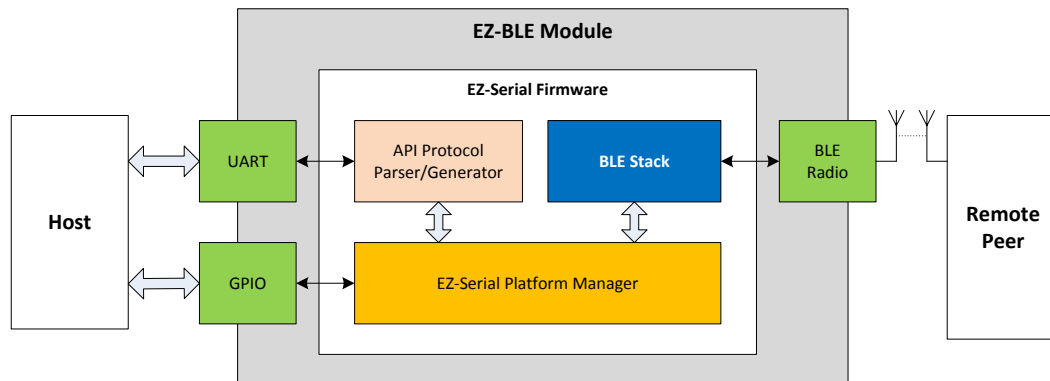 EZ-BLE Module
EZ-Serial Firmware
Host
UART
API Protocol
Parser/Generator
BLE Stack
BLE
Radio
GPIO
EZ-Serial Platform Manager
Remote
Peer